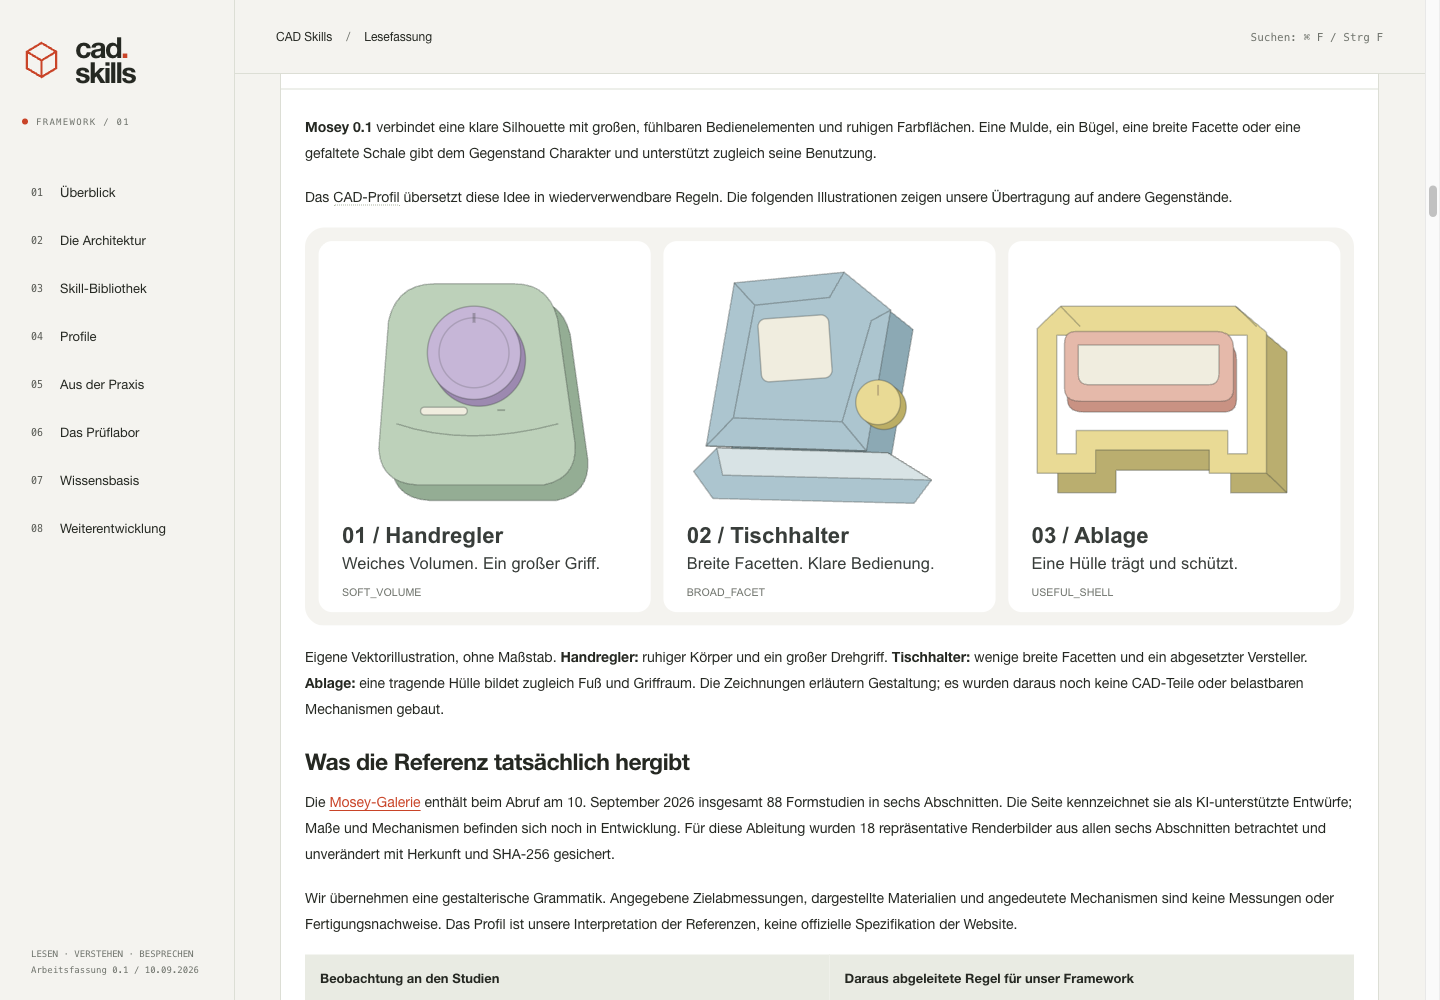 cad.
skills
FRAMEWORK / 01
01 Überblick
02 Die Architektur
03 Skill-Bibliothek
04 Profile
05 Aus der Praxis
06 Das Prüflabor
07 Wissensbasis
08 Weiterentwicklung
LESEN · VERSTEHEN · BESPRECHEN
Arbeitsfassung 0.1 / 10.09.2026
CAD Skills / Lesefassung
Suchen: ⌘ F / Strg F
Mosey 0.1 verbindet eine klare Silhouette mit großen, fühlbaren Bedienelementen und ruhigen Farbflächen. Eine Mulde, ein Bügel, eine breite Facette oder eine
gefaltete Schale gibt dem Gegenstand Charakter und unterstützt zugleich seine Benutzung.
Das CAD-Profil übersetzt diese Idee in wiederverwendbare Regeln. Die folgenden Illustrationen zeigen unsere Übertragung auf andere Gegenstände.
01 / Handregler
Weiches Volumen. Ein großer Griff.
SOFT_VOLUME
02 / Tischhalter
Breite Facetten. Klare Bedienung.
BROAD_FACET
03 / Ablage
Eine Hülle trägt und schützt.
USEFUL_SHELL
Eigene Vektorillustration, ohne Maßstab. Handregler: ruhiger Körper und ein großer Drehgriff. Tischhalter: wenige breite Facetten und ein abgesetzter Versteller.
Ablage: eine tragende Hülle bildet zugleich Fuß und Griffraum. Die Zeichnungen erläutern Gestaltung; es wurden daraus noch keine CAD-Teile oder belastbaren
Mechanismen gebaut.
Was die Referenz tatsächlich hergibt
Die Mosey-Galerie enthält beim Abruf am 10. September 2026 insgesamt 88 Formstudien in sechs Abschnitten. Die Seite kennzeichnet sie als KI-unterstützte Entwürfe;
Maße und Mechanismen befinden sich noch in Entwicklung. Für diese Ableitung wurden 18 repräsentative Renderbilder aus allen sechs Abschnitten betrachtet und
unverändert mit Herkunft und SHA-256 gesichert.
Wir übernehmen eine gestalterische Grammatik. Angegebene Zielabmessungen, dargestellte Materialien und angedeutete Mechanismen sind keine Messungen oder
Fertigungsnachweise. Das Profil ist unsere Interpretation der Referenzen, keine offizielle Spezifikation der Website.
Beobachtung an den Studien
Daraus abgeleitete Regel für unser Framework